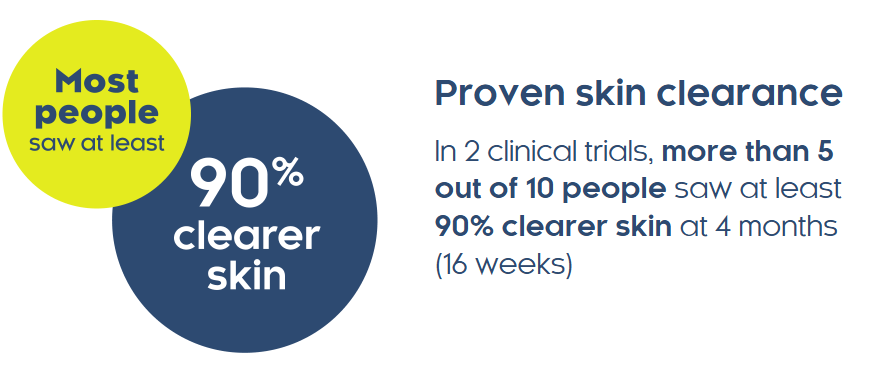 Most
people
saw at least
90%
clearer
skin
Proven skin clearance
In 2 clinical trials, more than 5
out of 10 people saw at least
90% clearer skin at 4 months
(16 weeks)